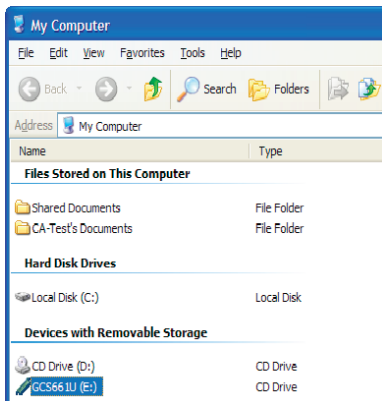 My Computer
File Edit View Favorites Tools Help
Back Search Folders
Address My Computer
Name Type
Files Stored on This Computer
Shared Documents File Folder
CA-Test's Documents File Folder
Hard Disk Drives
Local Disk (C:) Local Disk
Devices with Removable Storage
CD Drive (D:) CD Drive
GCS661U (E:) CD Drive